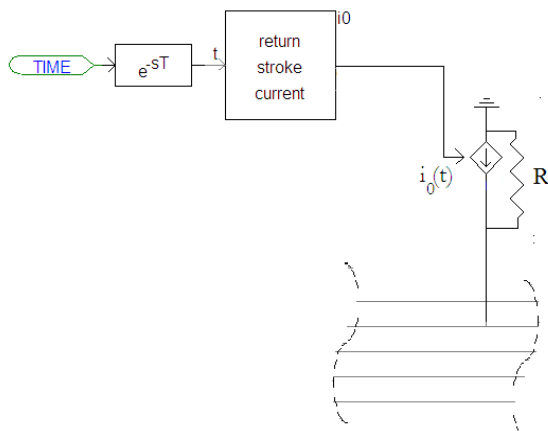 TIME
e-sT
t
return
stroke
current
i0
i0(t)
R